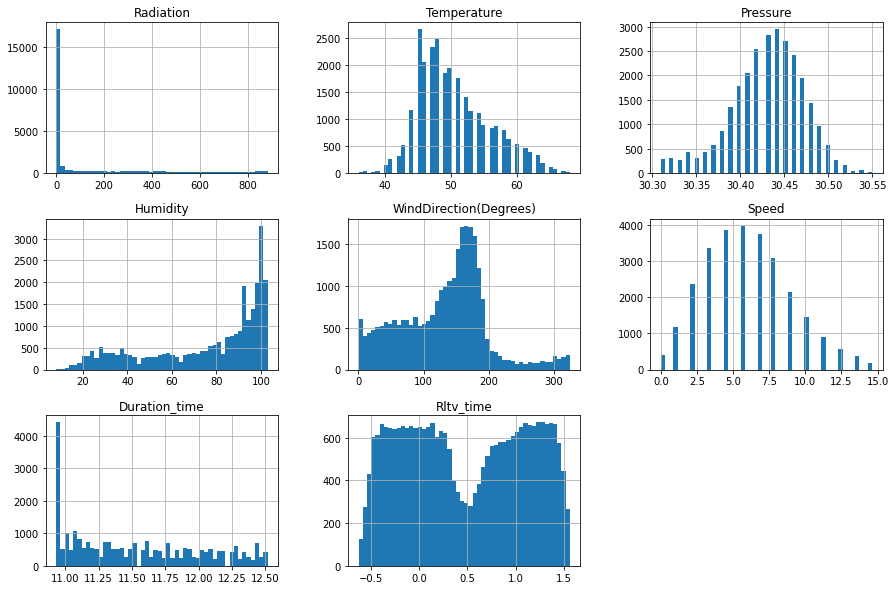 Radiation
15000
10000
5000
0
0 200 400 600 800
Temperature
2500
2000
1500
1000
500
0
40 50 60
Pressure
3000
2500
2000
1500
1000
500
0
30.30 30.35 30.40 30.45 30.50 30.55
Humidity
3000
2500
2000
1500
1000
500
0
20 40 60 80 100
WindDirection(Degrees)
1500
1000
500
0
0 100 200 300
Speed
4000
3000
2000
1000
0
0.0 2.5 5.0 7.5 10.0 12.5 15.0
Duration_time
4000
3000
2000
1000
0
11.00 11.25 11.50 11.75 12.00 12.25 12.50
Rltv_time
600
400
200
0
−0.5 0.0 0.5 1.0 1.5